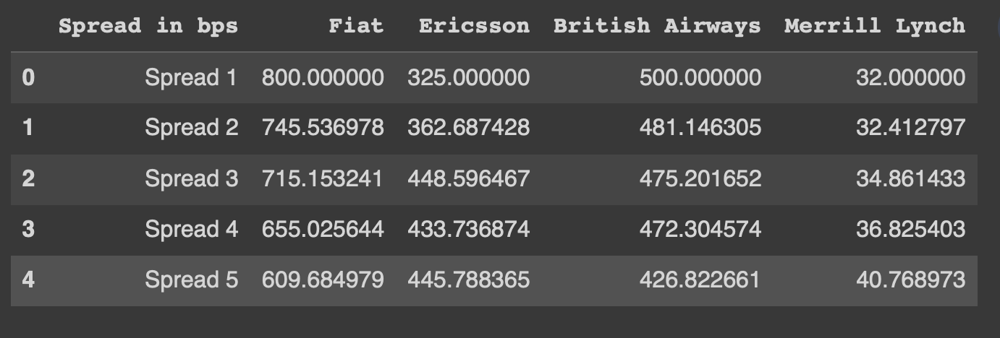 Spread in bps Fiat Ericsson British Airways Merrill Lynch
0 Spread 1 800.000000 325.000000 500.000000 32.000000
1 Spread 2 745.536978 362.687428 481.146305 32.412797
2 Spread 3 715.153241 448.596467 475.201652 34.861433
3 Spread 4 655.025644 433.736874 472.304574 36.825403
4 Spread 5 609.684979 445.788365 426.822661 40.768973